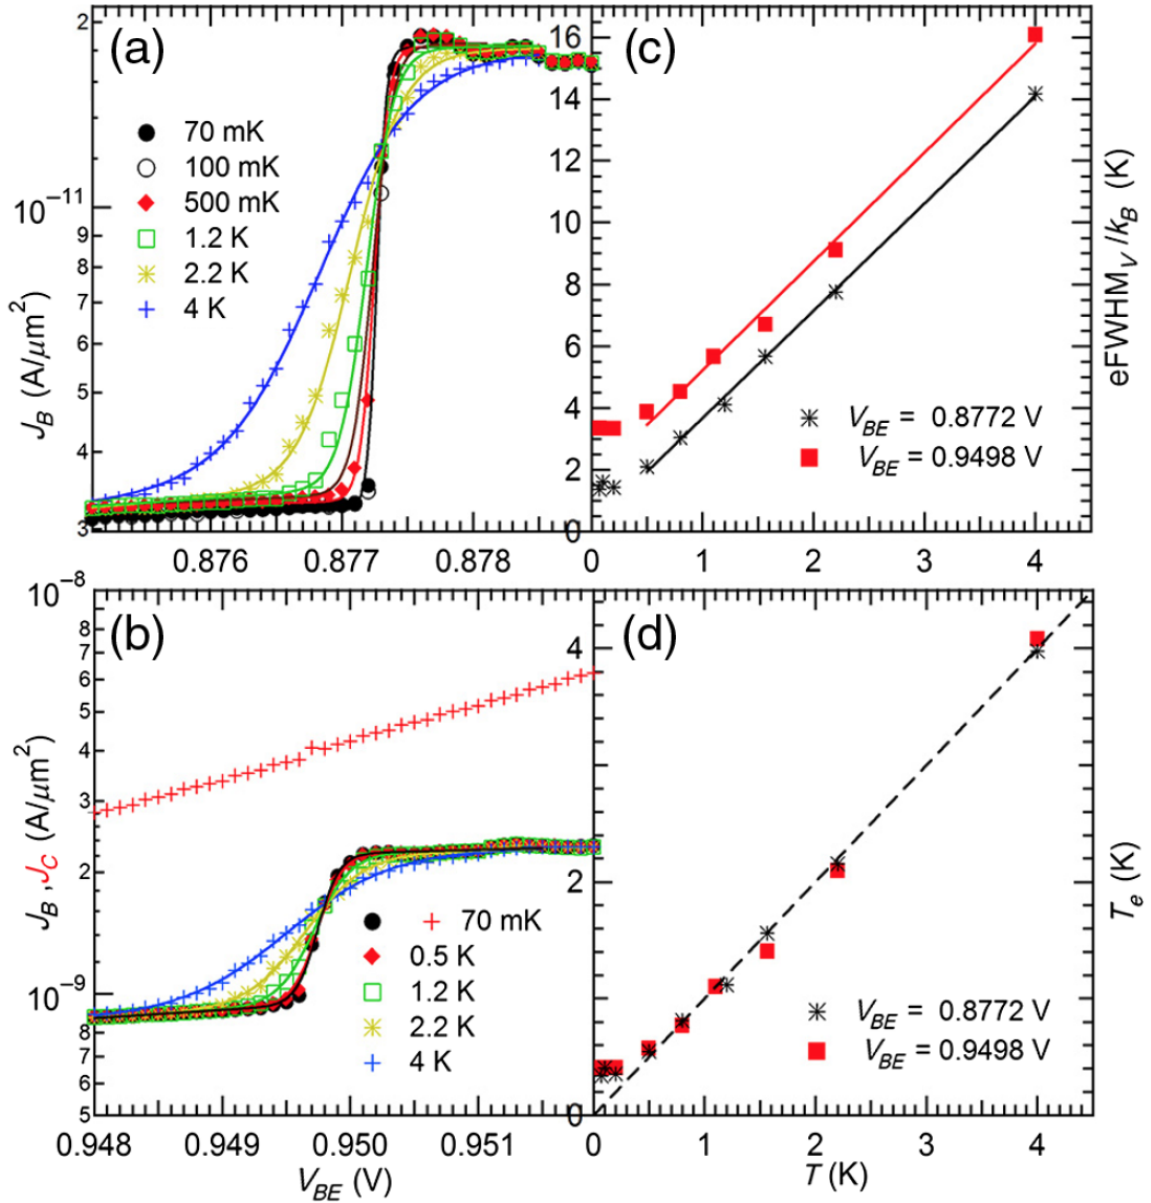 (a)
2
10⁻¹¹
9
8
7
6
5
4
3
J_B (A/μm²)
70 mK
100 mK
500 mK
1.2 K
2.2 K
4 K
0.876
0.877
0.878
(c)
16
14
12
10
8
6
4
2
0
eFWHM_V /k_B (K)
V_BE = 0.8772 V
V_BE = 0.9498 V
0
1
2
3
4
(b)
10⁻⁸
8
7
6
5
4
3
2
10⁻⁹
8
7
6
5
J_B ,J_C (A/μm²)
70 mK
0.5 K
1.2 K
2.2 K
4 K
0.948
0.949
0.950
0.951
V_BE (V)
(d)
4
2
0
T_e (K)
V_BE = 0.8772 V
V_BE = 0.9498 V
0
1
2
3
4
T (K)